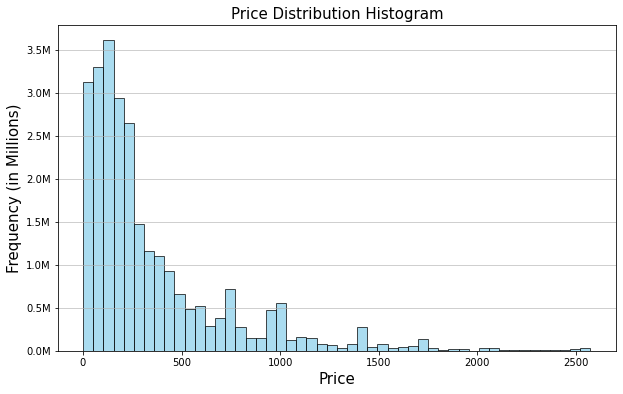 Price Distribution Histogram
Frequency (in Millions)
3.5M
3.0M
2.5M
2.0M
1.5M
1.0M
0.5M
0.0M
0 500 1000 1500 2000 2500
Price